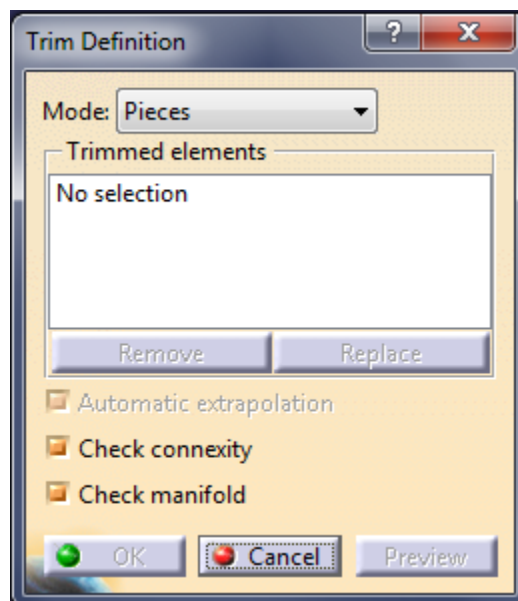 Trim Definition
?
X
Mode: Pieces
Trimmed elements
No selection
Remove Replace
Automatic extrapolation
Check connexity
Check manifold
OK Cancel Preview